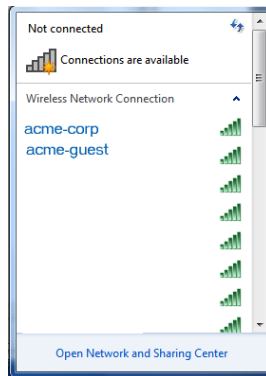 Not connected
Connections are available
Wireless Network Connection
acme-corp
acme-guest
Open Network and Sharing Center